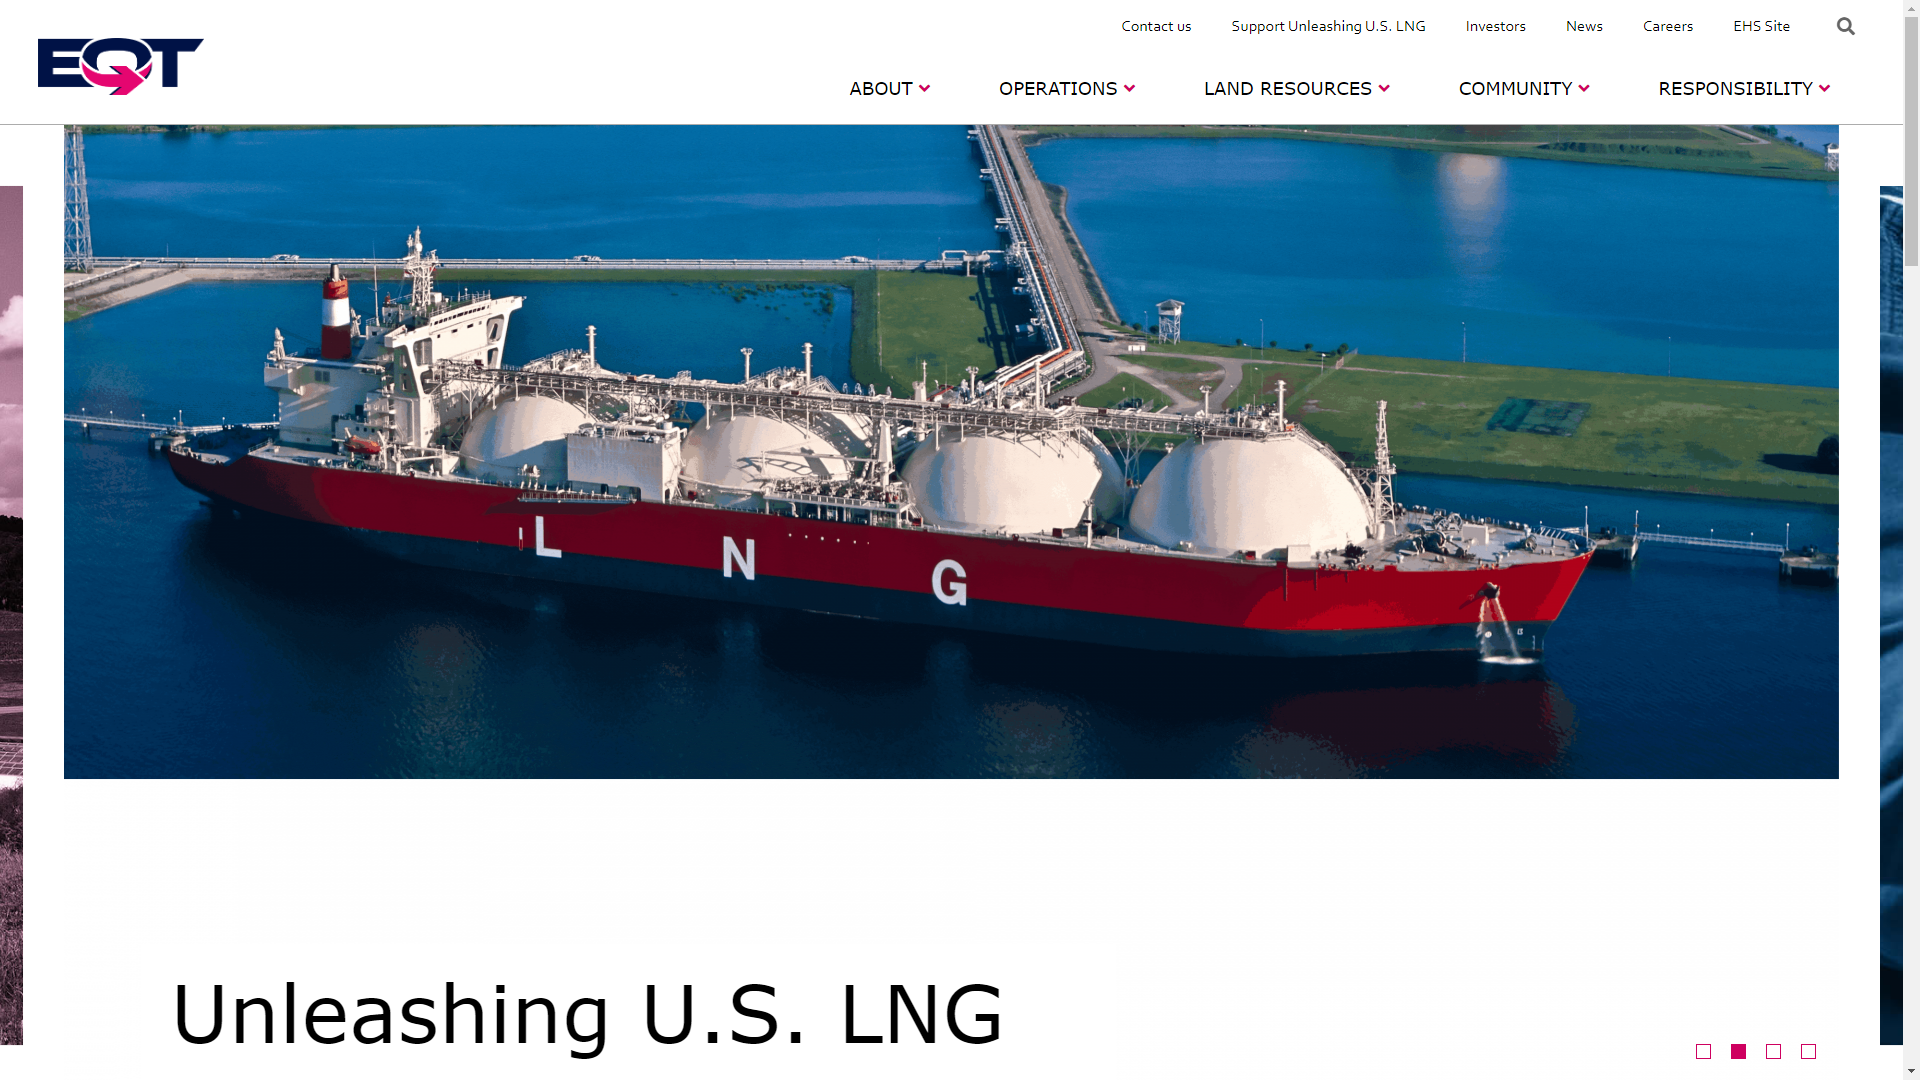 Contact us Support Unleashing U.S. LNG Investors News Careers EHS Site
EQT
ABOUT OPERATIONS LAND RESOURCES COMMUNITY RESPONSIBILITY
L N G
Unleashing U.S. LNG